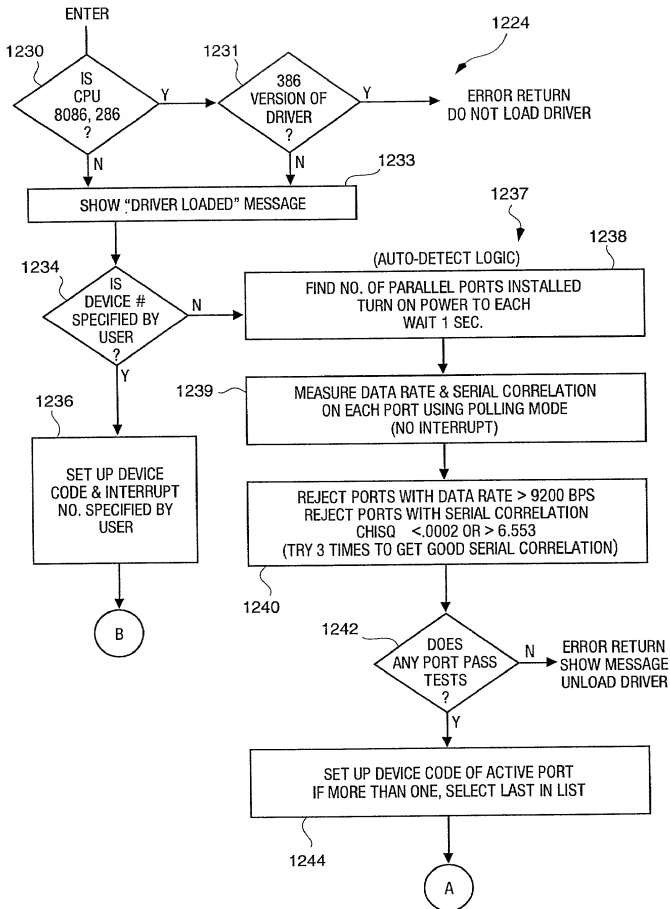 ENTER
1230
IS
CPU
8086, 286
?
Y
N
1231
386
VERSION OF
DRIVER
?
Y
N
1224
ERROR RETURN
DO NOT LOAD DRIVER
1233
SHOW "DRIVER LOADED" MESSAGE
1234
IS
DEVICE #
SPECIFIED BY
USER
?
N
Y
1236
SET UP DEVICE
CODE & INTERRUPT
NO. SPECIFIED BY
USER
B
1237
(AUTO-DETECT LOGIC)
1238
FIND NO. OF PARALLEL PORTS INSTALLED
TURN ON POWER TO EACH
WAIT 1 SEC.
1239
MEASURE DATA RATE & SERIAL CORRELATION
ON EACH PORT USING POLLING MODE
(NO INTERRUPT)
REJECT PORTS WITH DATA RATE > 9200 BPS
REJECT PORTS WITH SERIAL CORRELATION
CHISQ <.0002 OR > 6.553
(TRY 3 TIMES TO GET GOOD SERIAL CORRELATION)
1240
1242
DOES
ANY PORT PASS
TESTS
?
N
Y
ERROR RETURN
SHOW MESSAGE
UNLOAD DRIVER
SET UP DEVICE CODE OF ACTIVE PORT
IF MORE THAN ONE, SELECT LAST IN LIST
1244
A